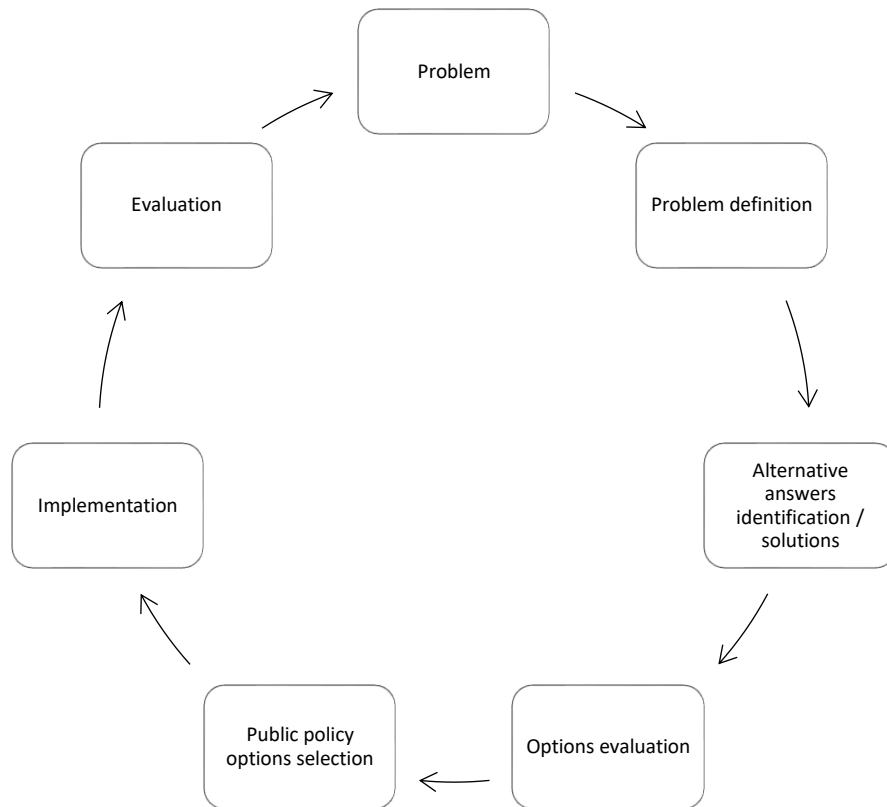 Problem
Problem definition
Alternative
answers
identification /
solutions
Options evaluation
Public policy
options selection
Implementation
Evaluation